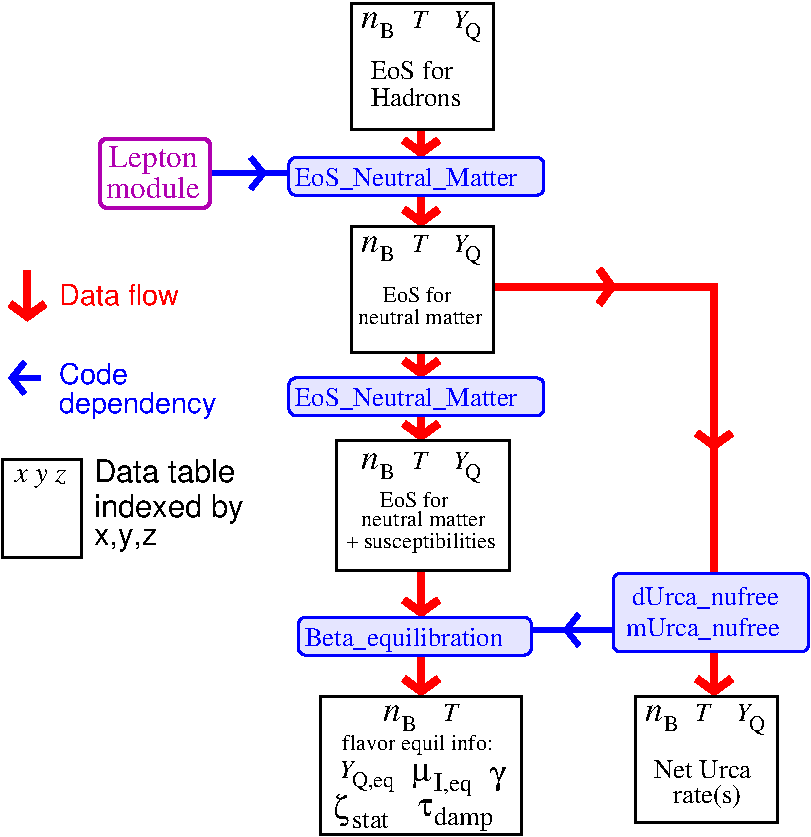 n_B T Y_Q
EoS for
Hadrons
Lepton
module
EoS_Neutral_Matter
n_B T Y_Q
EoS for
neutral matter
Data flow
Code
dependency
EoS_Neutral_Matter
x y z
Data table
indexed by
x,y,z
n_B T Y_Q
EoS for
neutral matter
+ susceptibilities
dUrca_nufree
mUrca_nufree
Beta_equilibration
n_B T
flavor equil info:
Y_Q,eq μ_I,eq γ
ζ_stat τ_damp
n_B T Y_Q
Net Urca
rate(s)